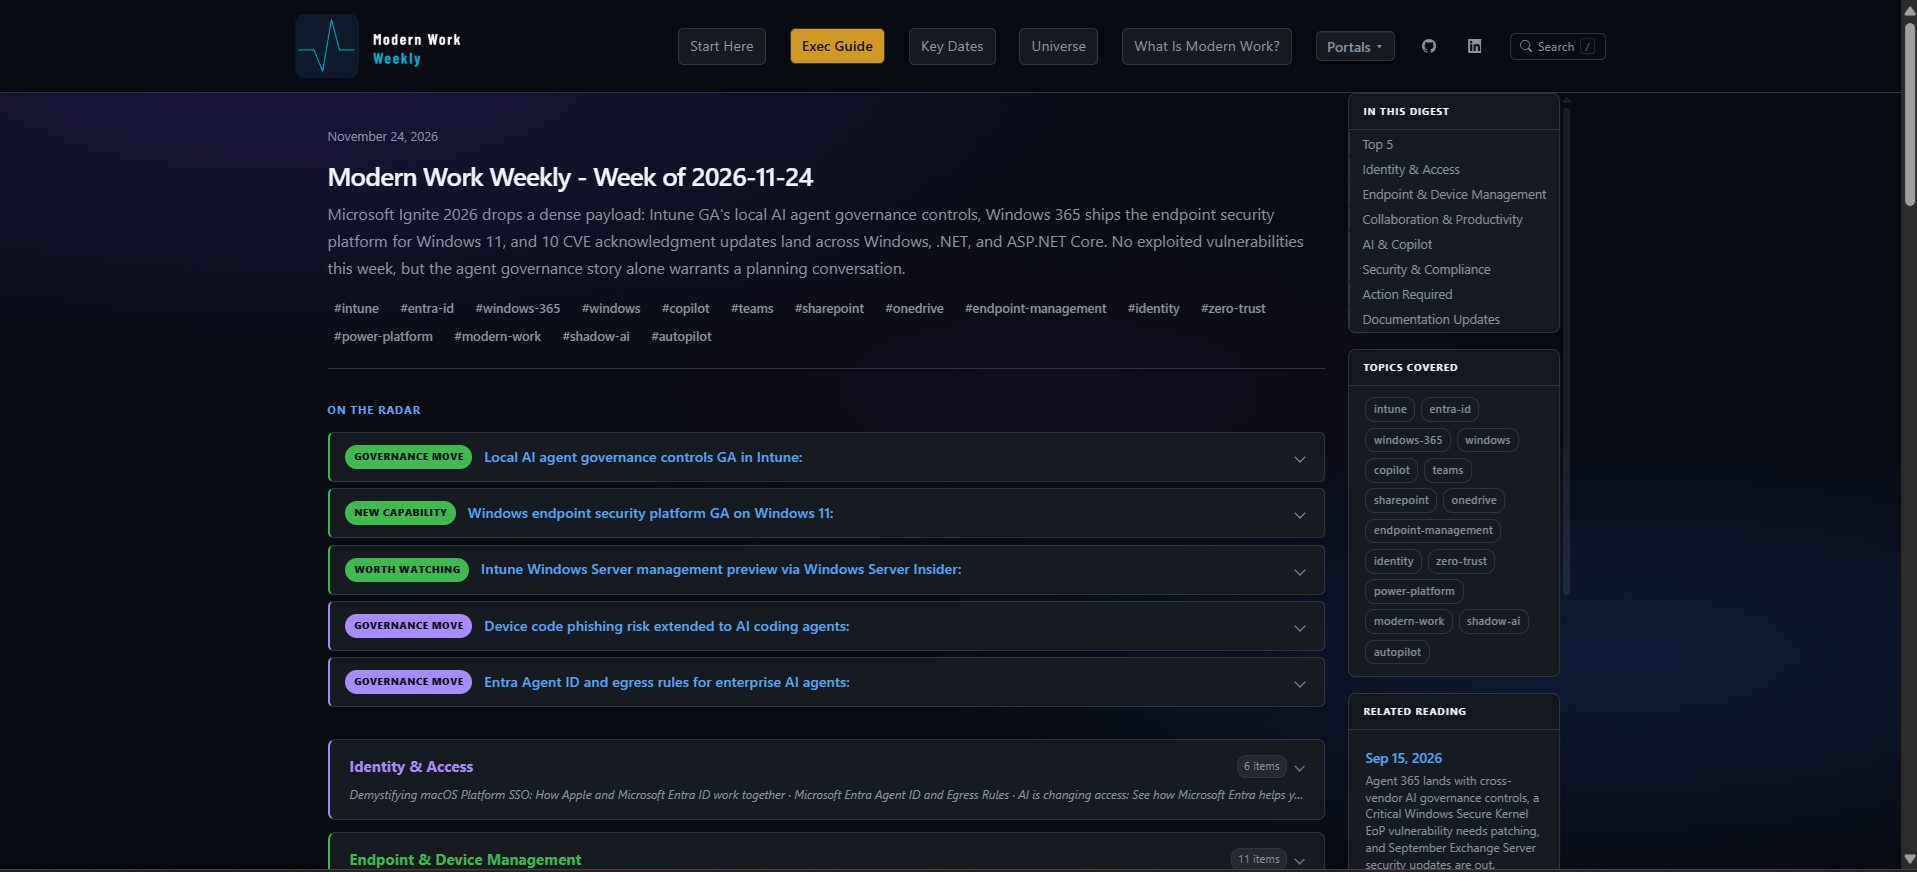 Modern Work
Weekly
Start Here
Exec Guide
Key Dates
Universe
What Is Modern Work?
Portals
Search /
November 24, 2026
Modern Work Weekly - Week of 2026-11-24
Microsoft Ignite 2026 drops a dense payload: Intune GA's local AI agent governance controls, Windows 365 ships the endpoint security
platform for Windows 11, and 10 CVE acknowledgment updates land across Windows, .NET, and ASP.NET Core. No exploited vulnerabilities
this week, but the agent governance story alone warrants a planning conversation.
#intune #entra-id #windows-365 #windows #copilot #teams #sharepoint #onedrive #endpoint-management #identity #zero-trust
#power-platform #modern-work #shadow-ai #autopilot
ON THE RADAR
GOVERNANCE MOVE Local AI agent governance controls GA in Intune:
NEW CAPABILITY Windows endpoint security platform GA on Windows 11:
WORTH WATCHING Intune Windows Server management preview via Windows Server Insider:
GOVERNANCE MOVE Device code phishing risk extended to AI coding agents:
GOVERNANCE MOVE Entra Agent ID and egress rules for enterprise AI agents:
Identity & Access 6 items
Demystifying macOS Platform SSO: How Apple and Microsoft Entra ID work together · Microsoft Entra Agent ID and Egress Rules · AI is changing access: See how Microsoft Entra helps y...
Endpoint & Device Management 11 items
IN THIS DIGEST
Top 5
Identity & Access
Endpoint & Device Management
Collaboration & Productivity
AI & Copilot
Security & Compliance
Action Required
Documentation Updates
TOPICS COVERED
intune entra-id
windows-365 windows
copilot teams
sharepoint onedrive
endpoint-management
identity zero-trust
power-platform
modern-work shadow-ai
autopilot
RELATED READING
Sep 15, 2026
Agent 365 lands with cross-
vendor AI governance controls, a
Critical Windows Secure Kernel
EoP vulnerability needs patching,
and September Exchange Server
security updates are out.